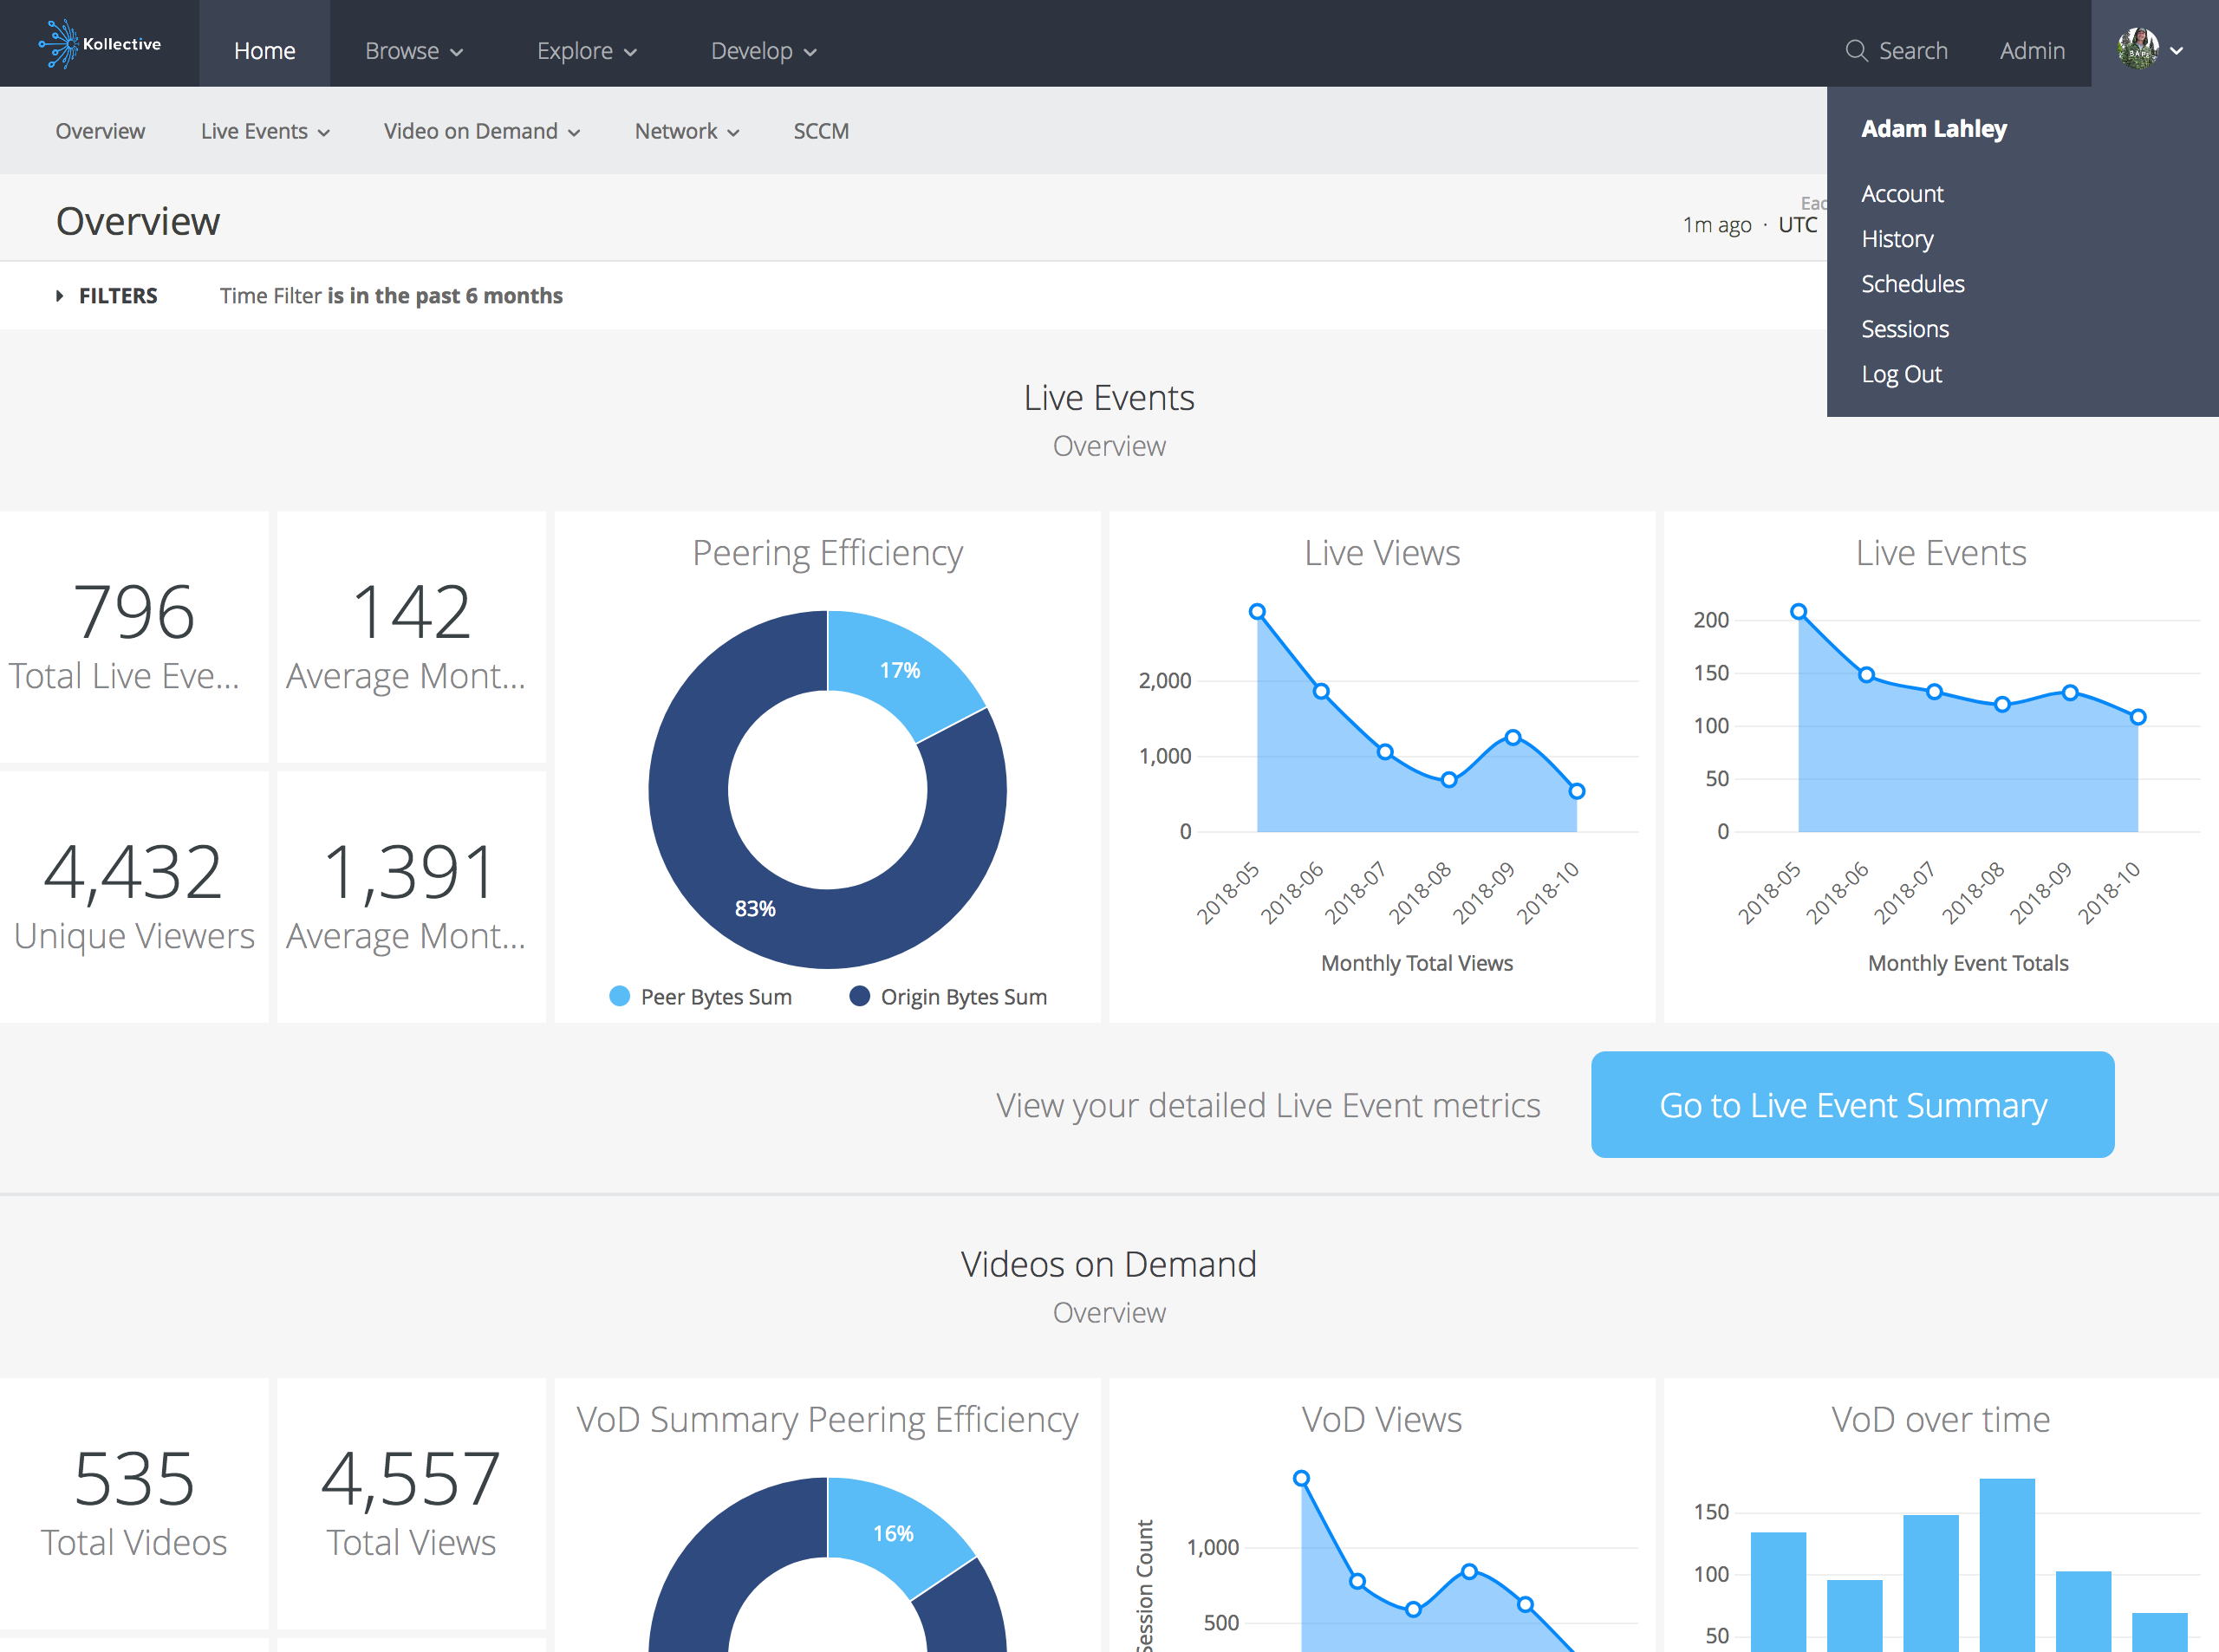 Kollective
Home
Browse
Explore
Develop
Search
Admin
Overview
Live Events
Video on Demand
Network
SCCM
Adam Lahley
Account
History
Schedules
Sessions
Log Out
Overview
1m ago · UTC
FILTERS
Time Filter is in the past 6 months
Live Events
Overview
796
Total Live Eve...
142
Average Mont...
4,432
Unique Viewers
1,391
Average Mont...
Peering Efficiency
17%
83%
Peer Bytes Sum
Origin Bytes Sum
Live Views
2,000
1,000
0
2018-05
2018-06
2018-07
2018-08
2018-09
2018-10
Monthly Total Views
Live Events
200
150
100
50
0
2018-05
2018-06
2018-07
2018-08
2018-09
2018-10
Monthly Event Totals
View your detailed Live Event metrics
Go to Live Event Summary
Videos on Demand
Overview
535
Total Videos
4,557
Total Views
VoD Summary Peering Efficiency
16%
VoD Views
Session Count
1,000
500
VoD over time
150
100
50